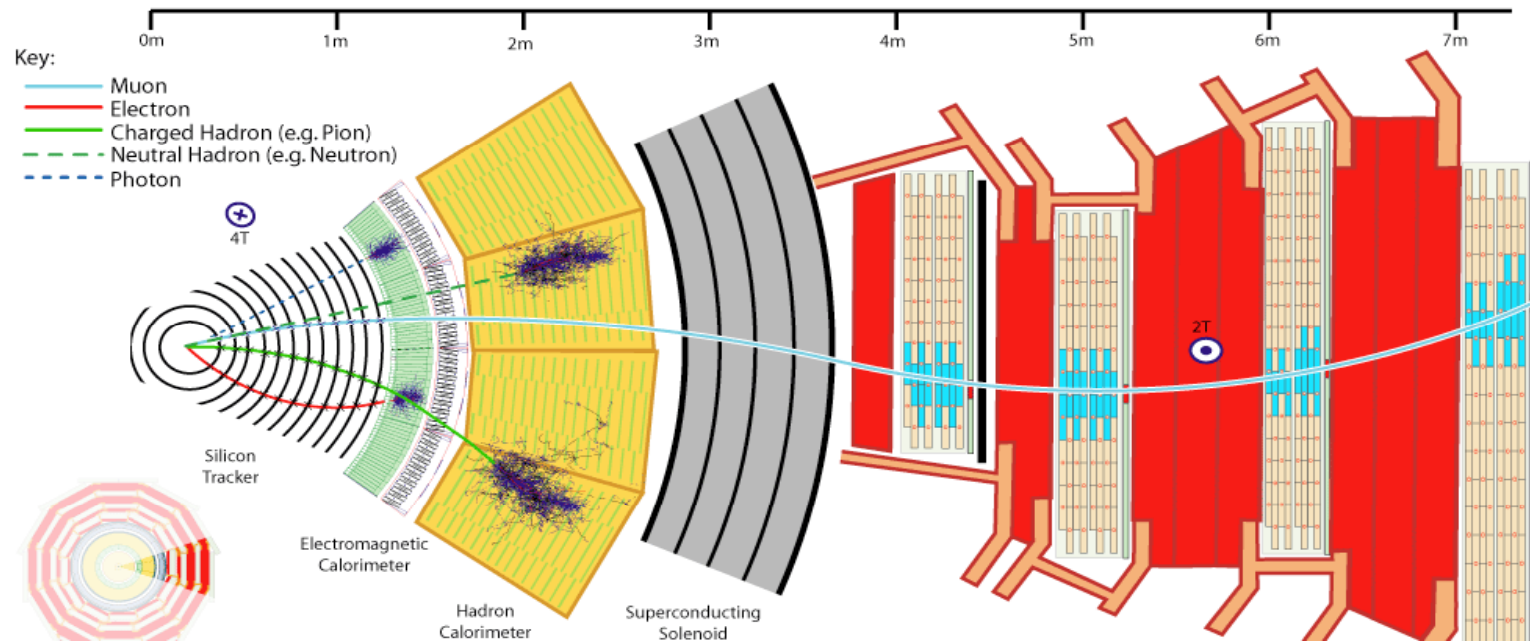 0m 1m 2m 3m 4m 5m 6m 7m
Key:
Muon
Electron
Charged Hadron (e.g. Pion)
Neutral Hadron (e.g. Neutron)
Photon
4T
2T
Silicon
Tracker
Electromagnetic
Calorimeter
Hadron
Calorimeter
Superconducting
Solenoid